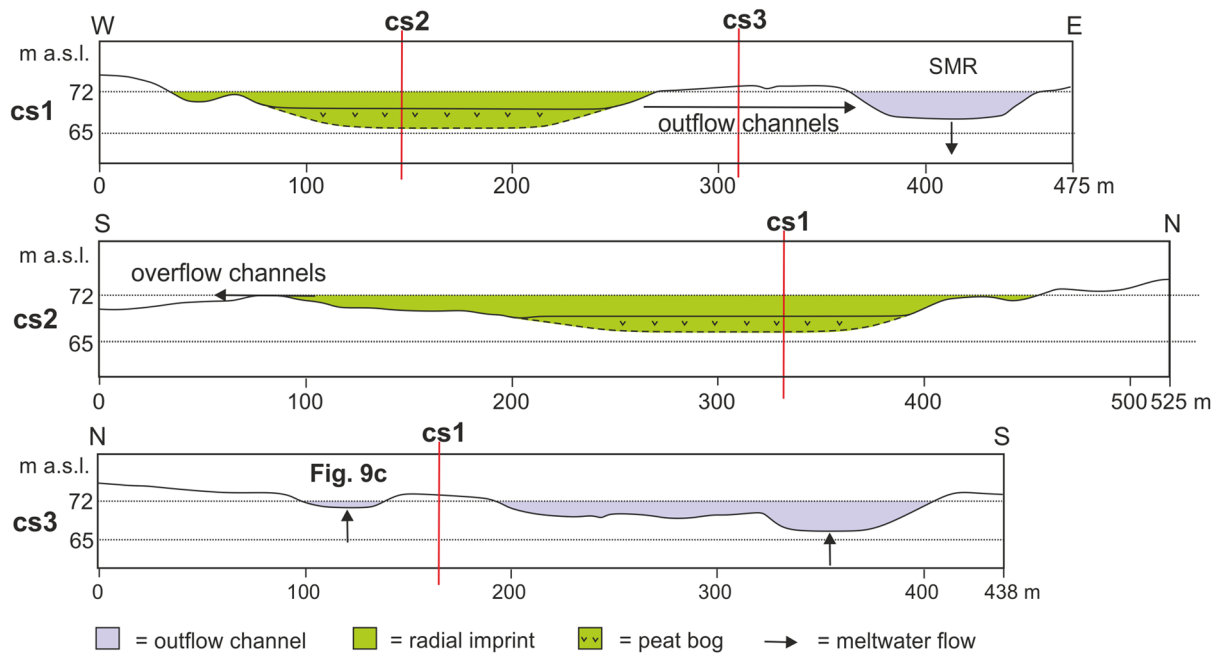 W cs2 cs3 E
m a.s.l. SMR
72
cs1
65 outflow channels
0 100 200 300 400 475 m
S cs1 N
m a.s.l. overflow channels
72
cs2
65
0 100 200 300 400 500 525 m
N cs1 S
m a.s.l. Fig. 9c
72
cs3
65
0 100 200 300 400 438 m
= outflow channel = radial imprint = peat bog = meltwater flow